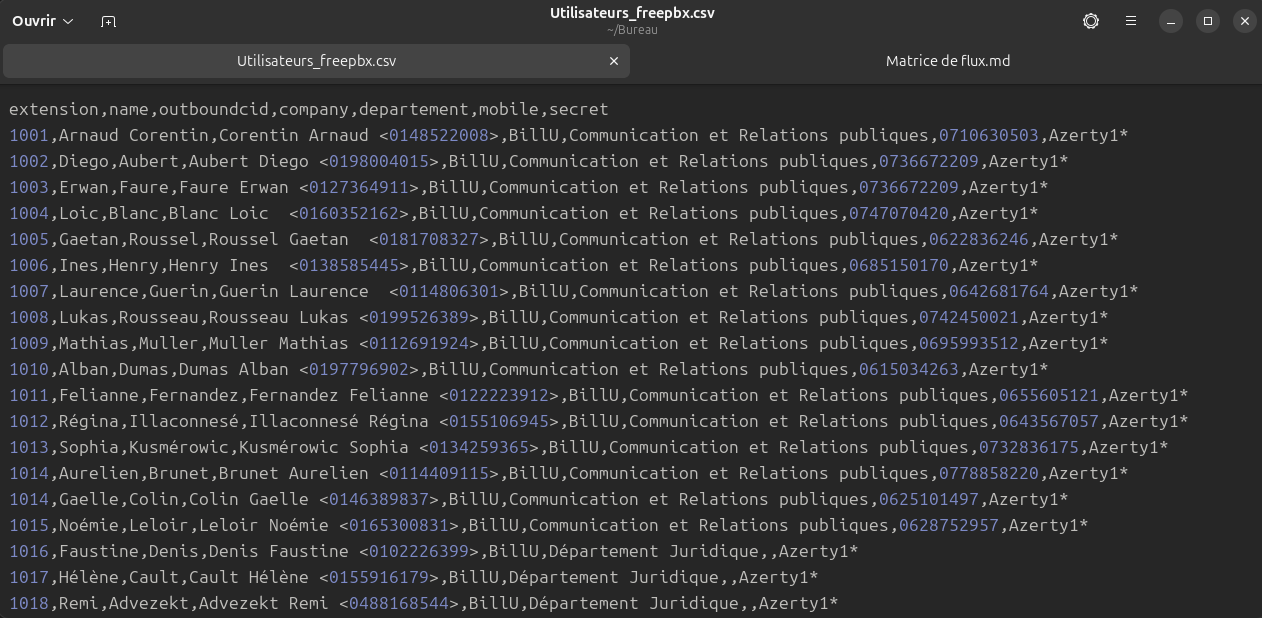 Ouvrir
Utilisateurs_freepbx.csv
~/Bureau
Utilisateurs_freepbx.csv
Matrice de flux.md
extension,name,outboundcid,company,departement,mobile,secret
1001,Arnaud Corentin,Corentin Arnaud <0148522008>,BillU,Communication et Relations publiques,0710630503,Azerty1*
1002,Diego,Aubert,Aubert Diego <0198004015>,BillU,Communication et Relations publiques,0736672209,Azerty1*
1003,Erwan,Faure,Faure Erwan <0127364911>,BillU,Communication et Relations publiques,0736672209,Azerty1*
1004,Loic,Blanc,Blanc Loic  <0160352162>,BillU,Communication et Relations publiques,0747070420,Azerty1*
1005,Gaetan,Roussel,Roussel Gaetan  <0181708327>,BillU,Communication et Relations publiques,0622836246,Azerty1*
1006,Ines,Henry,Henry Ines  <0138585445>,BillU,Communication et Relations publiques,0685150170,Azerty1*
1007,Laurence,Guerin,Guerin Laurence  <0114806301>,BillU,Communication et Relations publiques,0642681764,Azerty1*
1008,Lukas,Rousseau,Rousseau Lukas <0199526389>,BillU,Communication et Relations publiques,0742450021,Azerty1*
1009,Mathias,Muller,Muller Mathias <0112691924>,BillU,Communication et Relations publiques,0695993512,Azerty1*
1010,Alban,Dumas,Dumas Alban <0197796902>,BillU,Communication et Relations publiques,0615034263,Azerty1*
1011,Felianne,Fernandez,Fernandez Felianne <0122223912>,BillU,Communication et Relations publiques,0655605121,Azerty1*
1012,Régina,Illaconnesé,Illaconnesé Régina <0155106945>,BillU,Communication et Relations publiques,0643567057,Azerty1*
1013,Sophia,Kusmérowic,Kusmérowic Sophia <0134259365>,BillU,Communication et Relations publiques,0732836175,Azerty1*
1014,Aurelien,Brunet,Brunet Aurelien <0114409115>,BillU,Communication et Relations publiques,0778858220,Azerty1*
1014,Gaelle,Colin,Colin Gaelle <0146389837>,BillU,Communication et Relations publiques,0625101497,Azerty1*
1015,Noémie,Leloir,Leloir Noémie <0165300831>,BillU,Communication et Relations publiques,0628752957,Azerty1*
1016,Faustine,Denis,Denis Faustine <0102226399>,BillU,Département Juridique,,Azerty1*
1017,Hélène,Cault,Cault Hélène <0155916179>,BillU,Département Juridique,,Azerty1*
1018,Remi,Advezekt,Advezekt Remi <0488168544>,BillU,Département Juridique,,Azerty1*